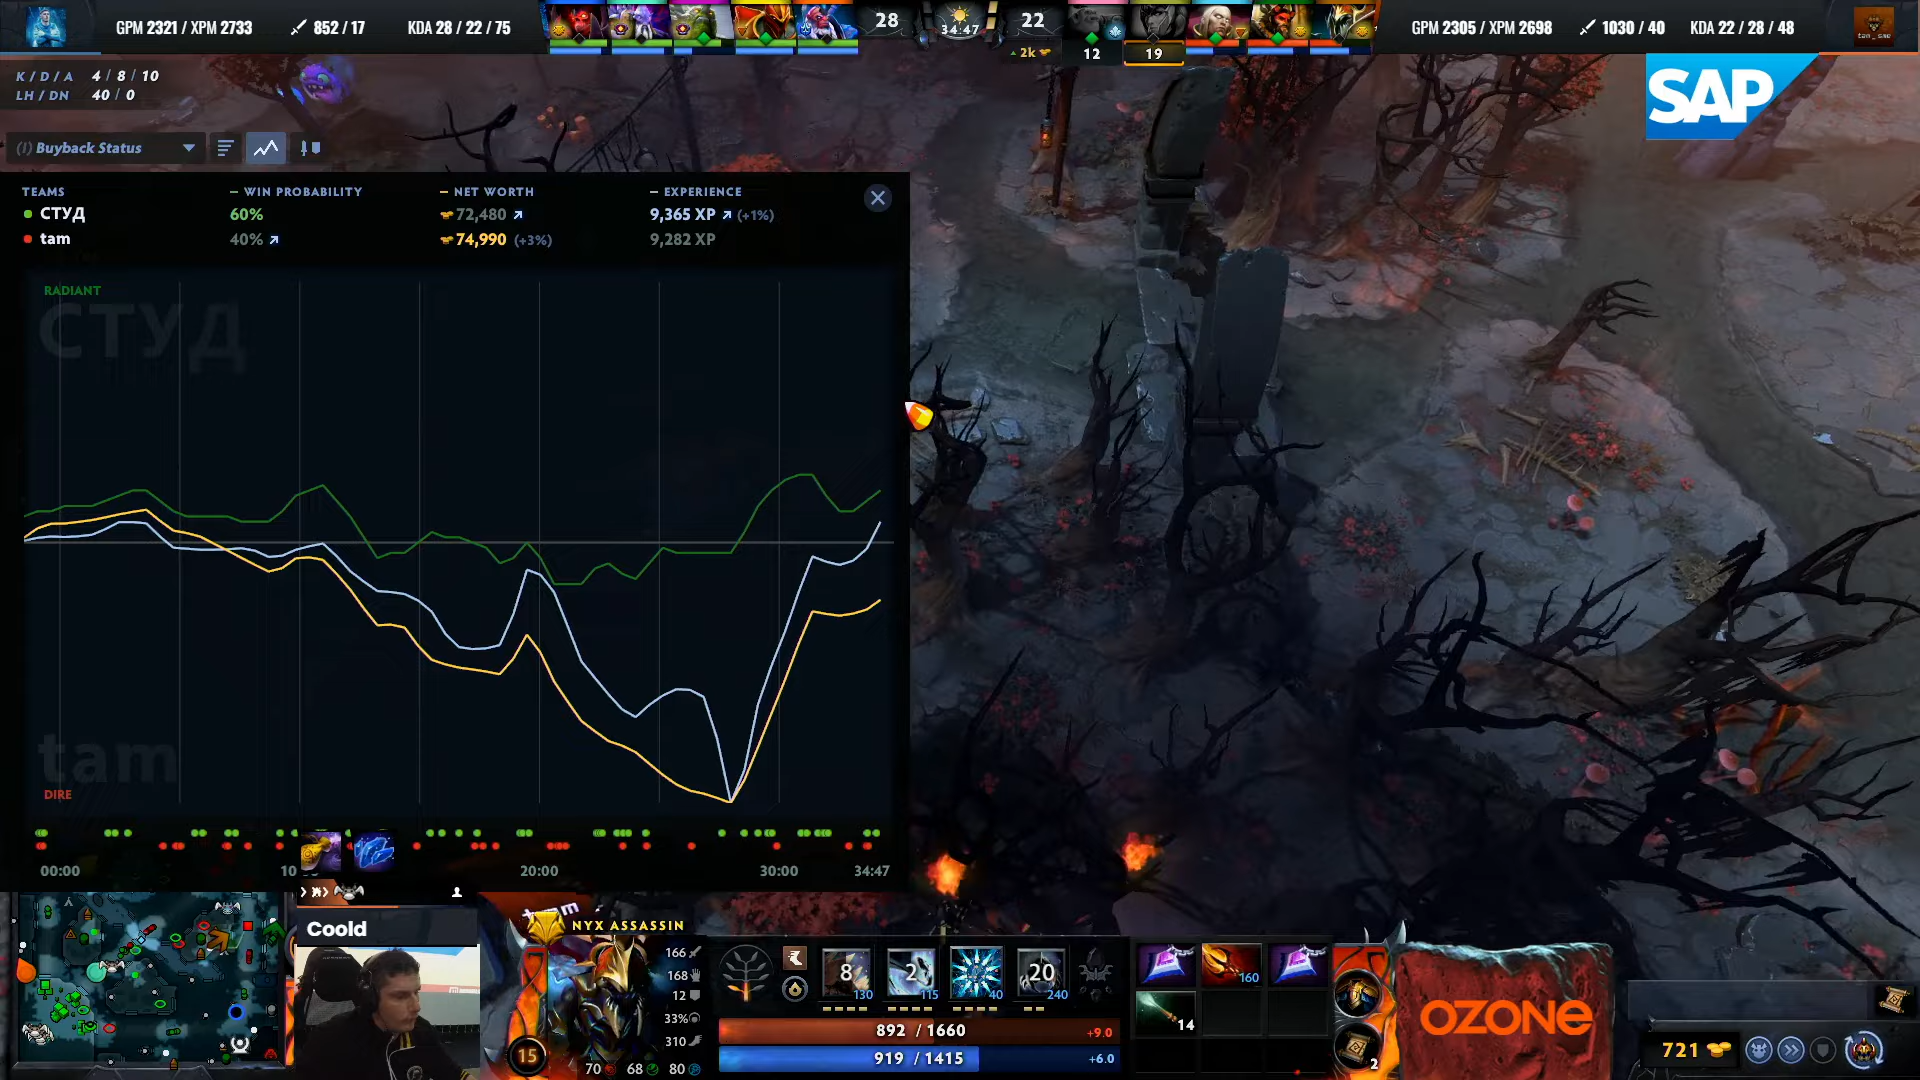 GPM 2321 / XPM 2733
852 / 17
KDA 28 / 22 / 75
28
34:47
22
2k
12
19
GPM 2305 / XPM 2698
1030 / 40
KDA 22 / 28 / 48
K / D / A 4 / 8 / 10
LH / DN 40 / 0
SAP
(I) Buyback Status
TEAMS WIN PROBABILITY NET WORTH EXPERIENCE
СТУД 60% 72,480 9,365 XP (+1%)
tam 40% 74,990 (+3%) 9,282 XP
RADIANT
СТУД
tam
DIRE
00:00 10 20:00 30:00 34:47
Coold
NYX ASSASSIN
166
168
12
33%
310
15
70 68 80
8 130
2 115
40
20 240
892 / 1660 +9.0
919 / 1415 +6.0
160
14
2
OZONE
721